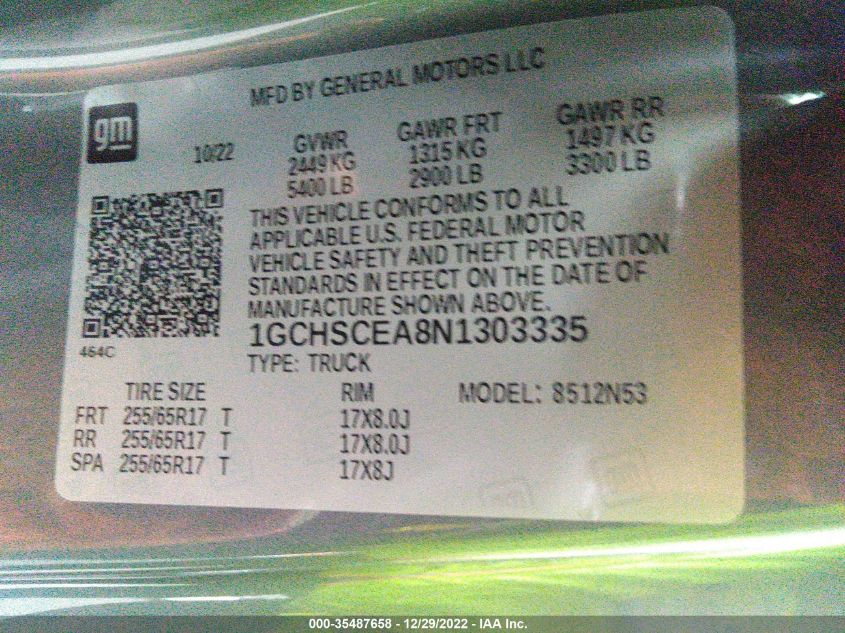 MFD BY GENERAL MOTORS LLC
gm
10/22
GVWR GAWR FRT GAWR RR
2449 KG 1315 KG 1497 KG
5400 LB 2900 LB 3300 LB
THIS VEHICLE CONFORMS TO ALL
APPLICABLE U.S. FEDERAL MOTOR
VEHICLE SAFETY AND THEFT PREVENTION
STANDARDS IN EFFECT ON THE DATE OF
MANUFACTURE SHOWN ABOVE.
1GCHSCEA8N1303335
464C
TYPE: TRUCK
TIRE SIZE RIM MODEL: 8512N53
FRT 255/65R17 T 17X8.0J
RR 255/65R17 T 17X8.0J
SPA 255/65R17 T 17X8J
000-35487658 - 12/29/2022 - IAA Inc.